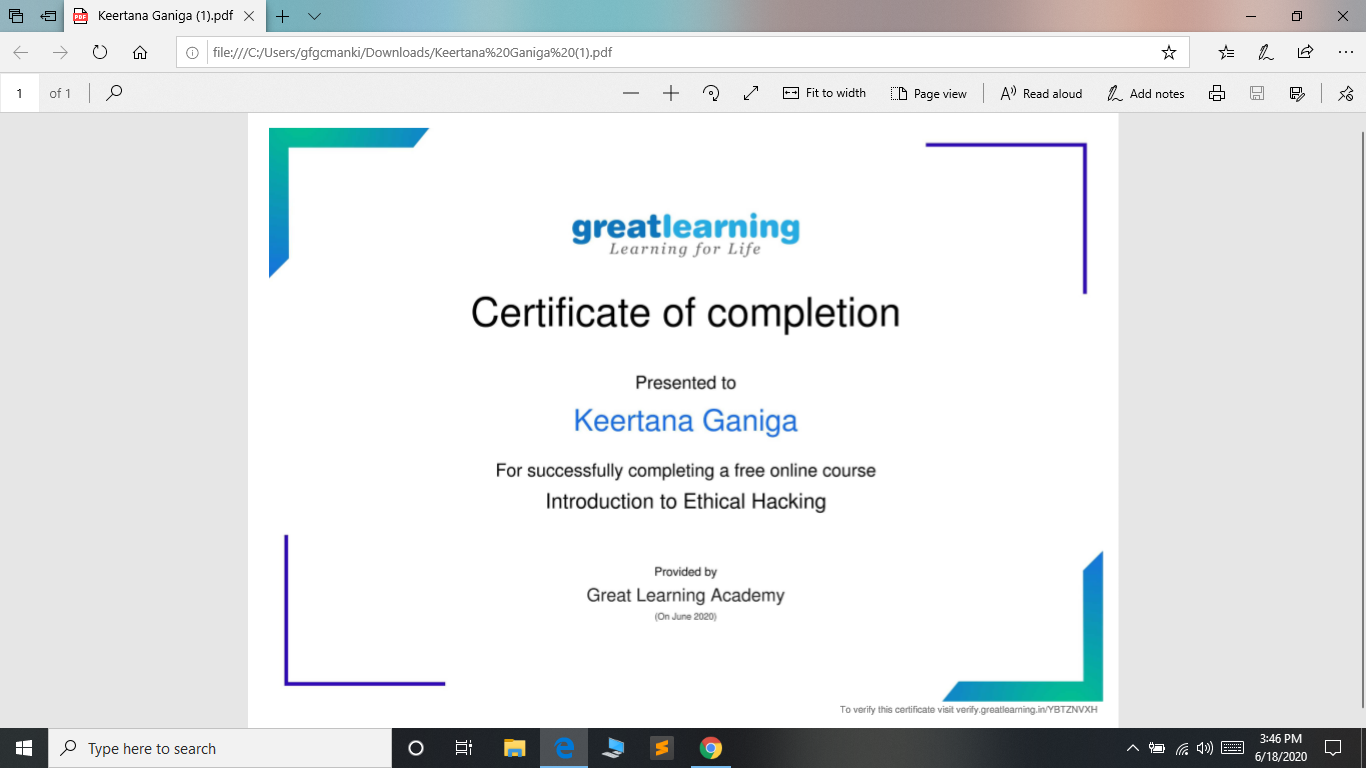 Keertana Ganiga (1).pdf
file:///C:/Users/gfgcmanki/Downloads/Keertana%20Ganiga%20(1).pdf
1 of 1 Fit to width Page view Read aloud Add notes
greatlearning
Learning for Life
Certificate of completion
Presented to
Keertana Ganiga
For successfully completing a free online course
Introduction to Ethical Hacking
Provided by
Great Learning Academy
(On June 2020)
To verify this certificate visit verify.greatlearning.in/YBTZNVXH
Type here to search
3:46 PM
6/18/2020